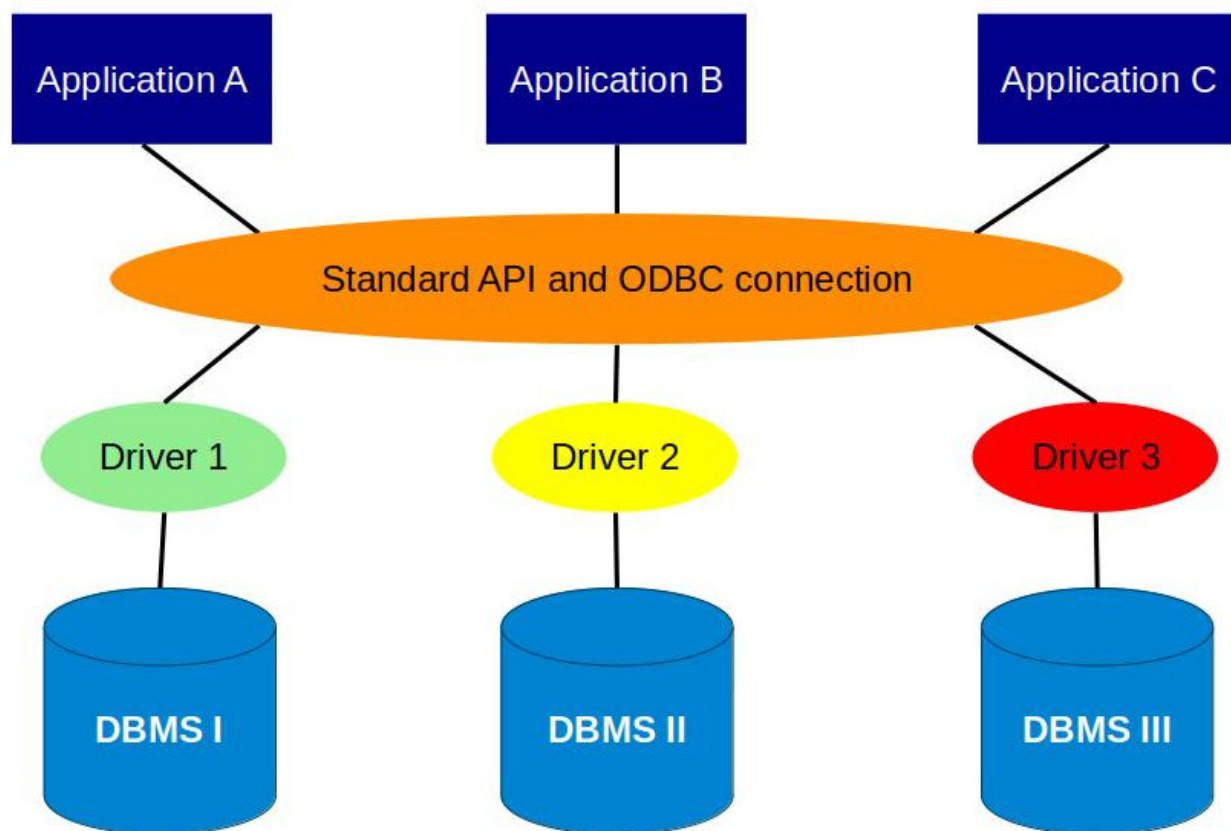 Application A
Application B
Application C
Standard API and ODBC connection
Driver 1
Driver 2
Driver 3
DBMS I
DBMS II
DBMS III